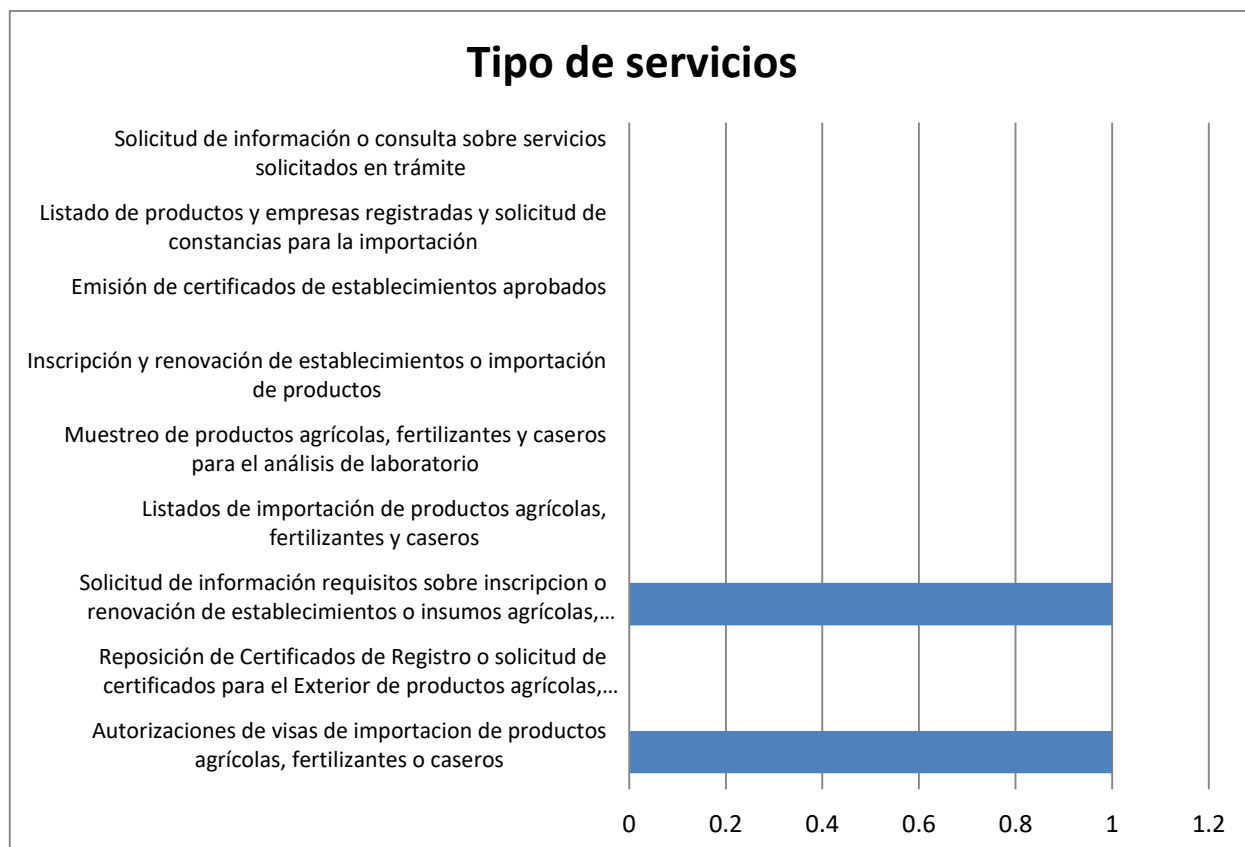 Tipo de servicios
Solicitud de información o consulta sobre servicios
solicitados en trámite
Listado de productos y empresas registradas y solicitud de
constancias para la importación
Emisión de certificados de establecimientos aprobados
Inscripción y renovación de establecimientos o importación
de productos
Muestreo de productos agrícolas, fertilizantes y caseros
para el análisis de laboratorio
Listados de importación de productos agrícolas,
fertilizantes y caseros
Solicitud de información requisitos sobre inscripcion o
renovación de establecimientos o insumos agrícolas,...
Reposición de Certificados de Registro o solicitud de
certificados para el Exterior de productos agrícolas,...
Autorizaciones de visas de importacion de productos
agrícolas, fertilizantes o caseros
0 0.2 0.4 0.6 0.8 1 1.2